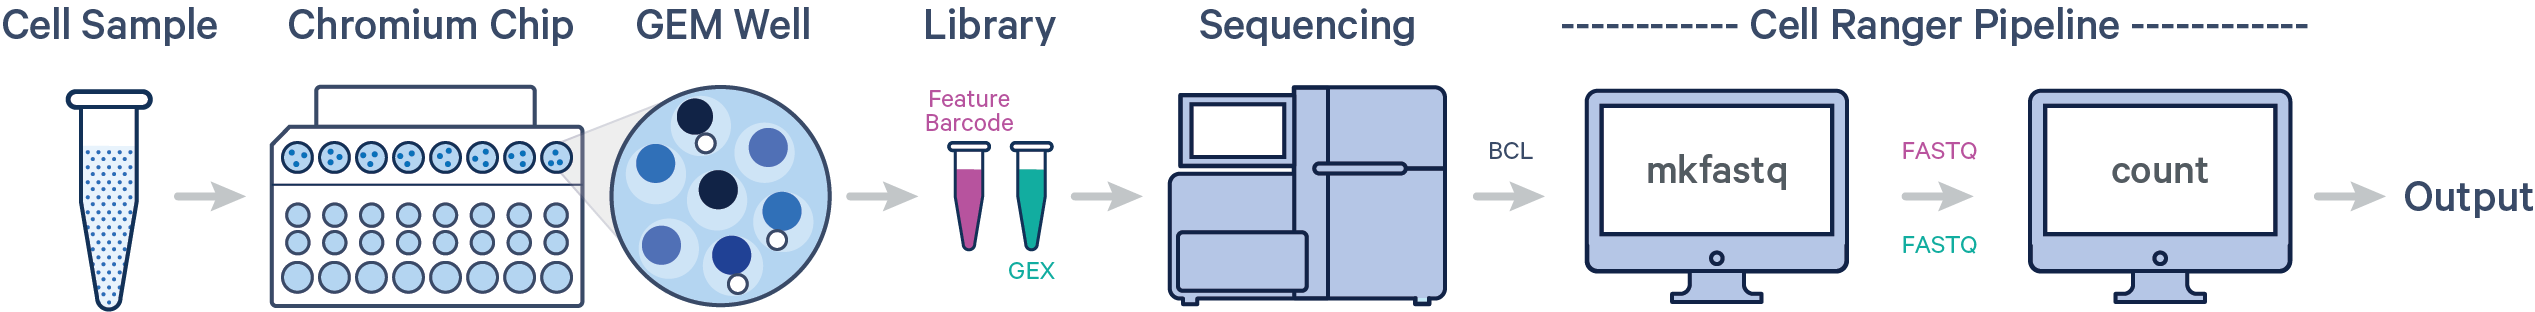 Cell Sample
Chromium Chip
GEM Well
Library
Sequencing
Cell Ranger Pipeline
Feature
Barcode
GEX
BCL
mkfastq
FASTQ
FASTQ
count
Output